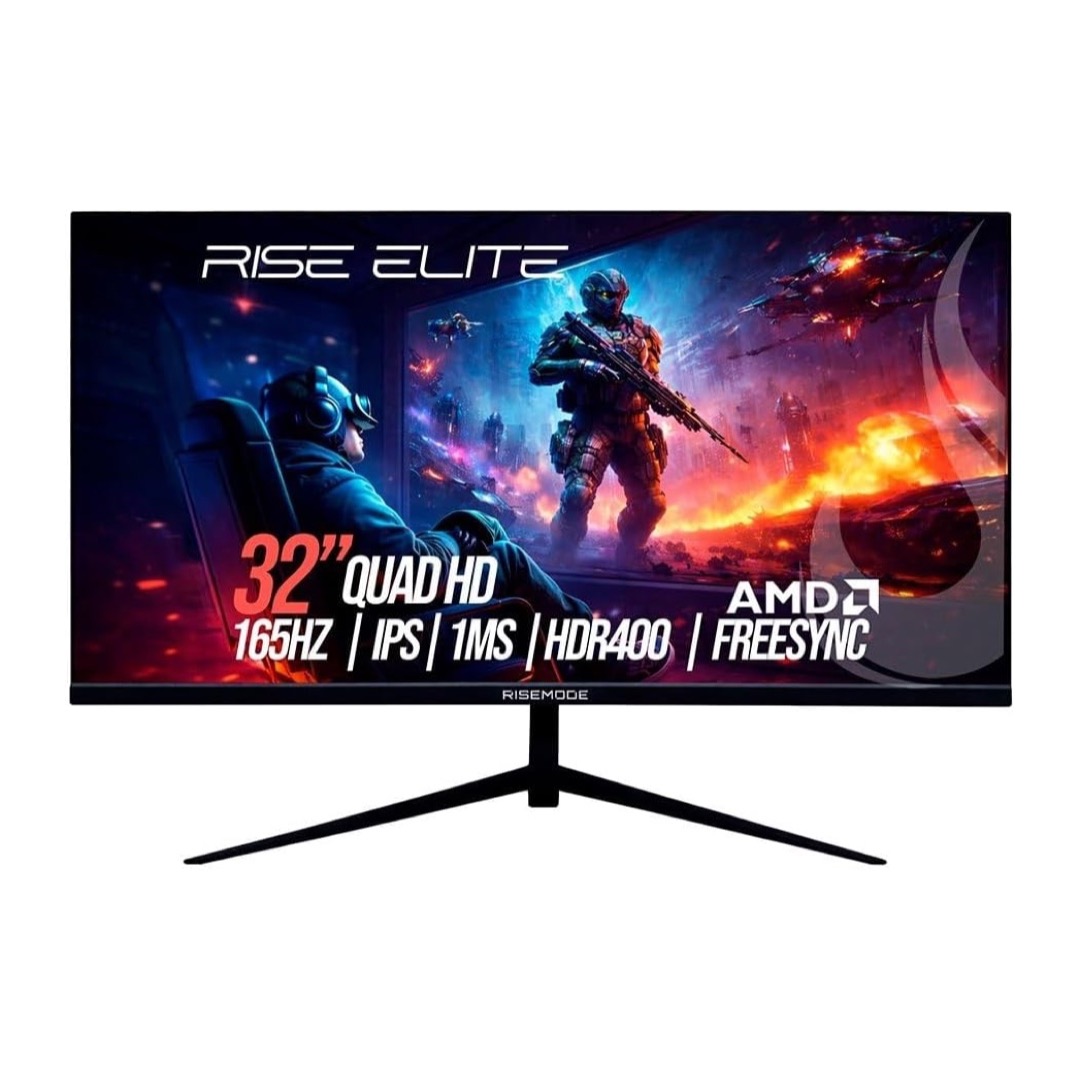 RISE ELITE
32” QUAD HD
AMD
165HZ | IPS | 1MS | HDR400 | FREESYNC
RISEMODE